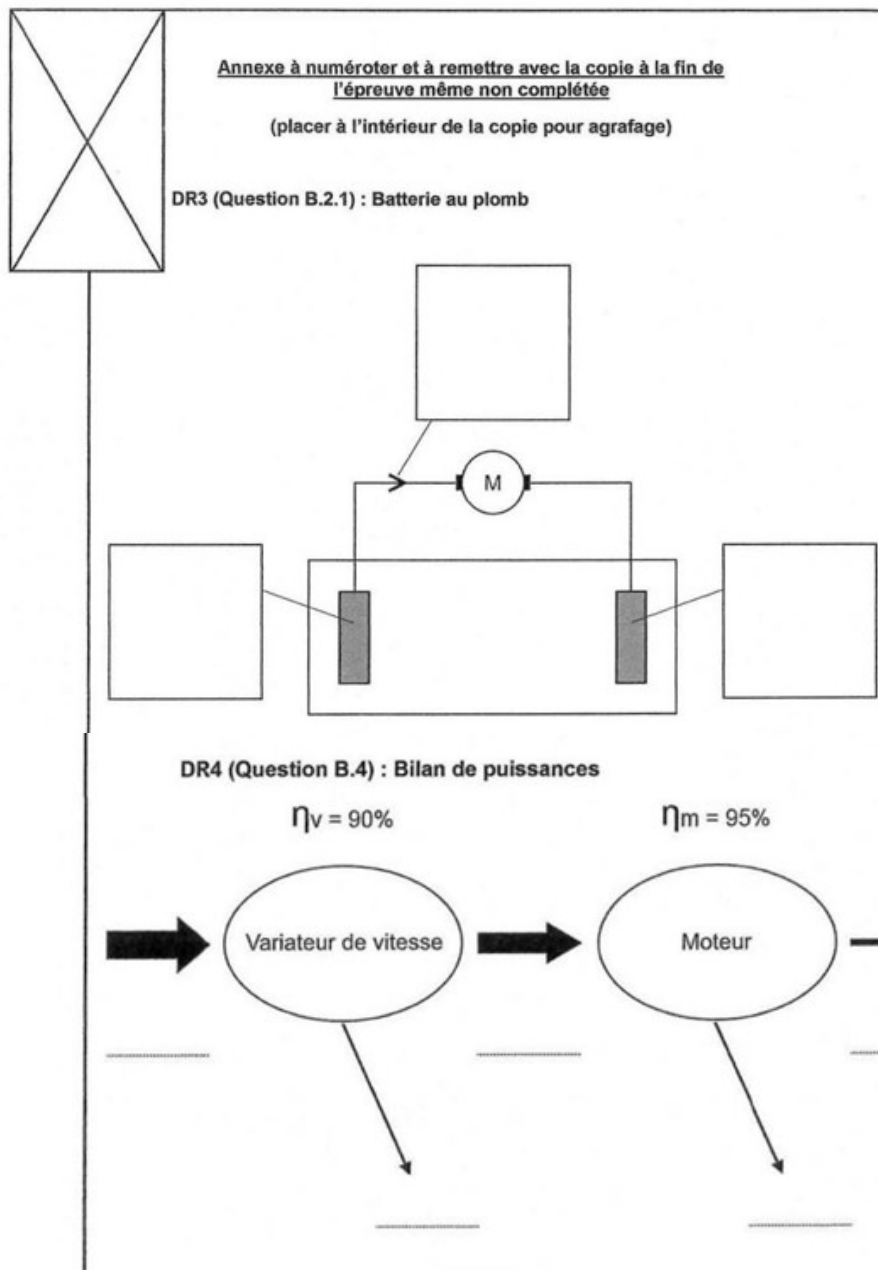 Annexe à numéroter et à remettre avec la copie à la fin de
l'épreuve même non complétée
(placer à l'intérieur de la copie pour agrafage)
DR3 (Question B.2.1) : Batterie au plomb
M
DR4 (Question B.4) : Bilan de puissances
ηv = 90%
ηm = 95%
Variateur de vitesse
Moteur